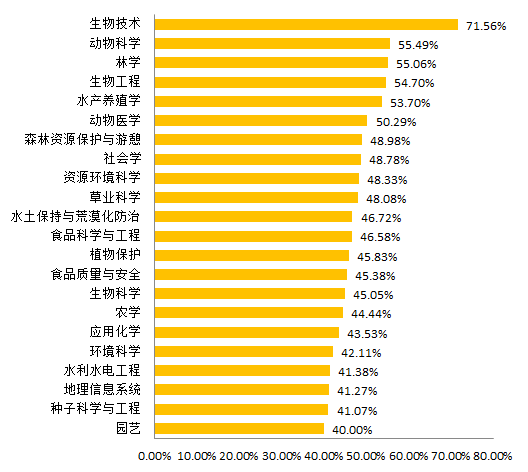 生物技术 71.56%
动物科学 55.49%
林学 55.06%
生物工程 54.70%
水产养殖学 53.70%
动物医学 50.29%
森林资源保护与游憩 48.98%
社会学 48.78%
资源环境科学 48.33%
草业科学 48.08%
水土保持与荒漠化防治 46.72%
食品科学与工程 46.58%
植物保护 45.83%
食品质量与安全 45.38%
生物科学 45.05%
农学 44.44%
应用化学 43.53%
环境科学 42.11%
水利水电工程 41.38%
地理信息系统 41.27%
种子科学与工程 41.07%
园艺 40.00%
0.00% 10.00% 20.00% 30.00% 40.00% 50.00% 60.00% 70.00% 80.00%